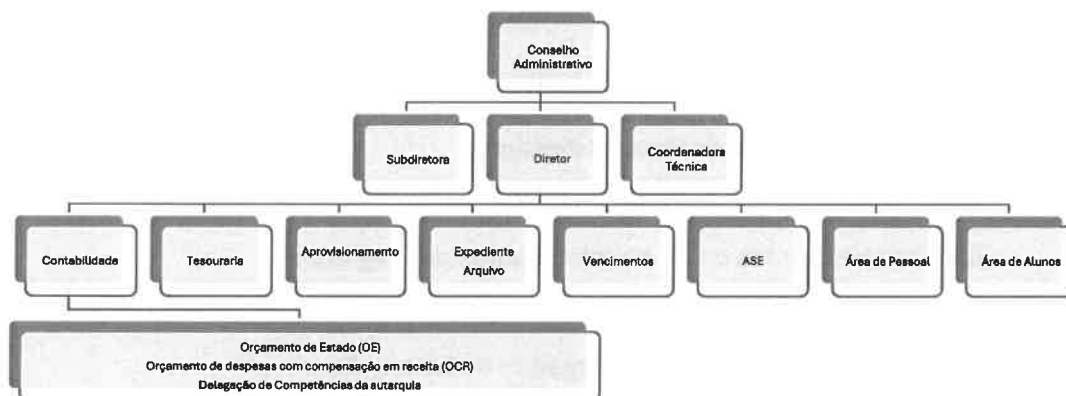 Conselho
Administrativo
Subdiretora
Diretor
Coordenadora
Técnica
Contabilidade
Tesouraria
Aprovisionamento
Expediente
Arquivo
Vencimentos
ASE
Área de Pessoal
Área de Alunos
Orçamento de Estado (OE)
Orçamento de despesas com compensação em receita (OCR)
Delegação de Competências da autarquia